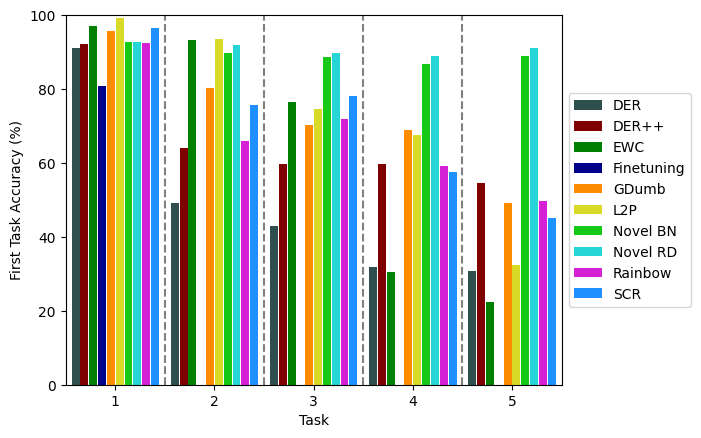 100
80
60
40
20
0
First Task Accuracy (%)
1 2 3 4 5
Task
DER
DER++
EWC
Finetuning
GDumb
L2P
Novel BN
Novel RD
Rainbow
SCR